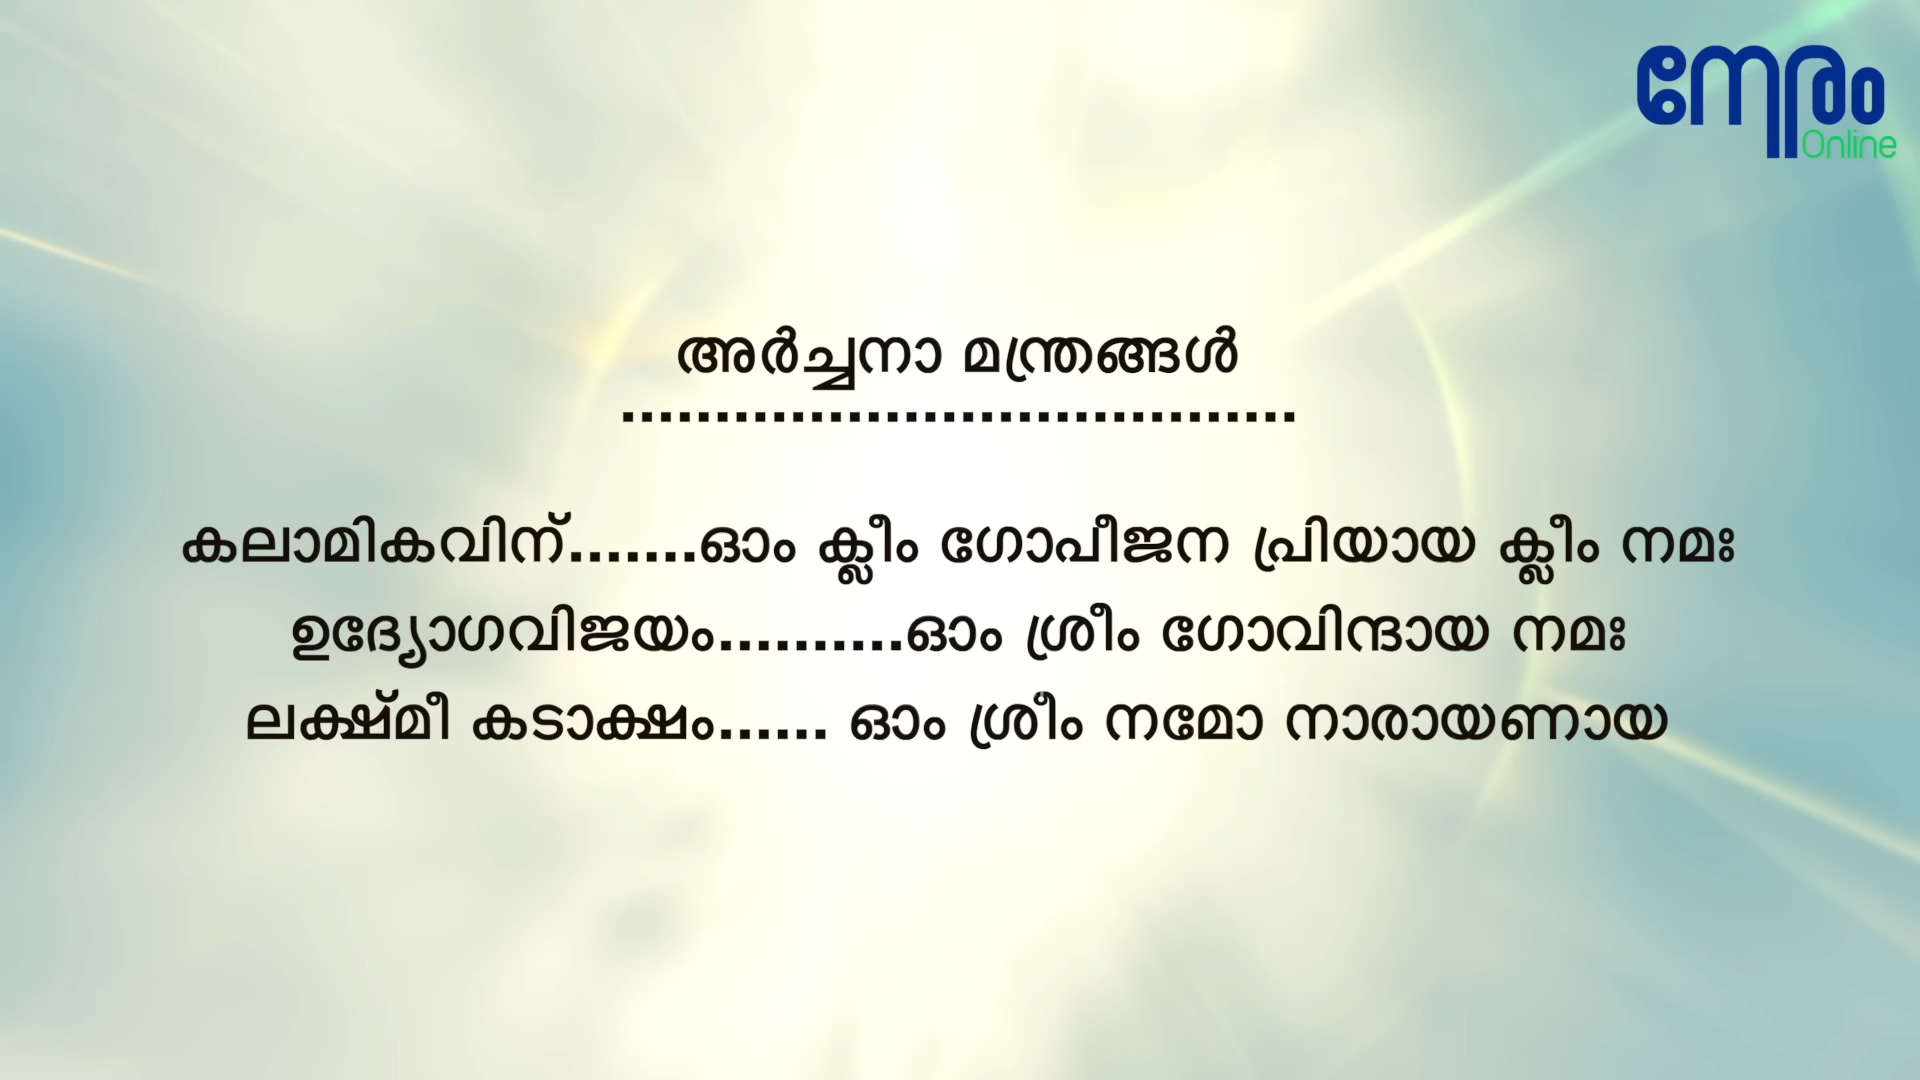 നേരം
Online
അർച്ചനാ മന്ത്രങ്ങൾ
....................................
കലാമികവിന്.......ഓം ക്ലീം ഗോപീജന പ്രിയായ ക്ലീം നമഃ
ഉദ്യോഗവിജയം..........ഓം ശ്രീം ഗോവിന്ദായ നമഃ
ലക്ഷ്മീ കടാക്ഷം...... ഓം ശ്രീം നമോ നാരായണായ